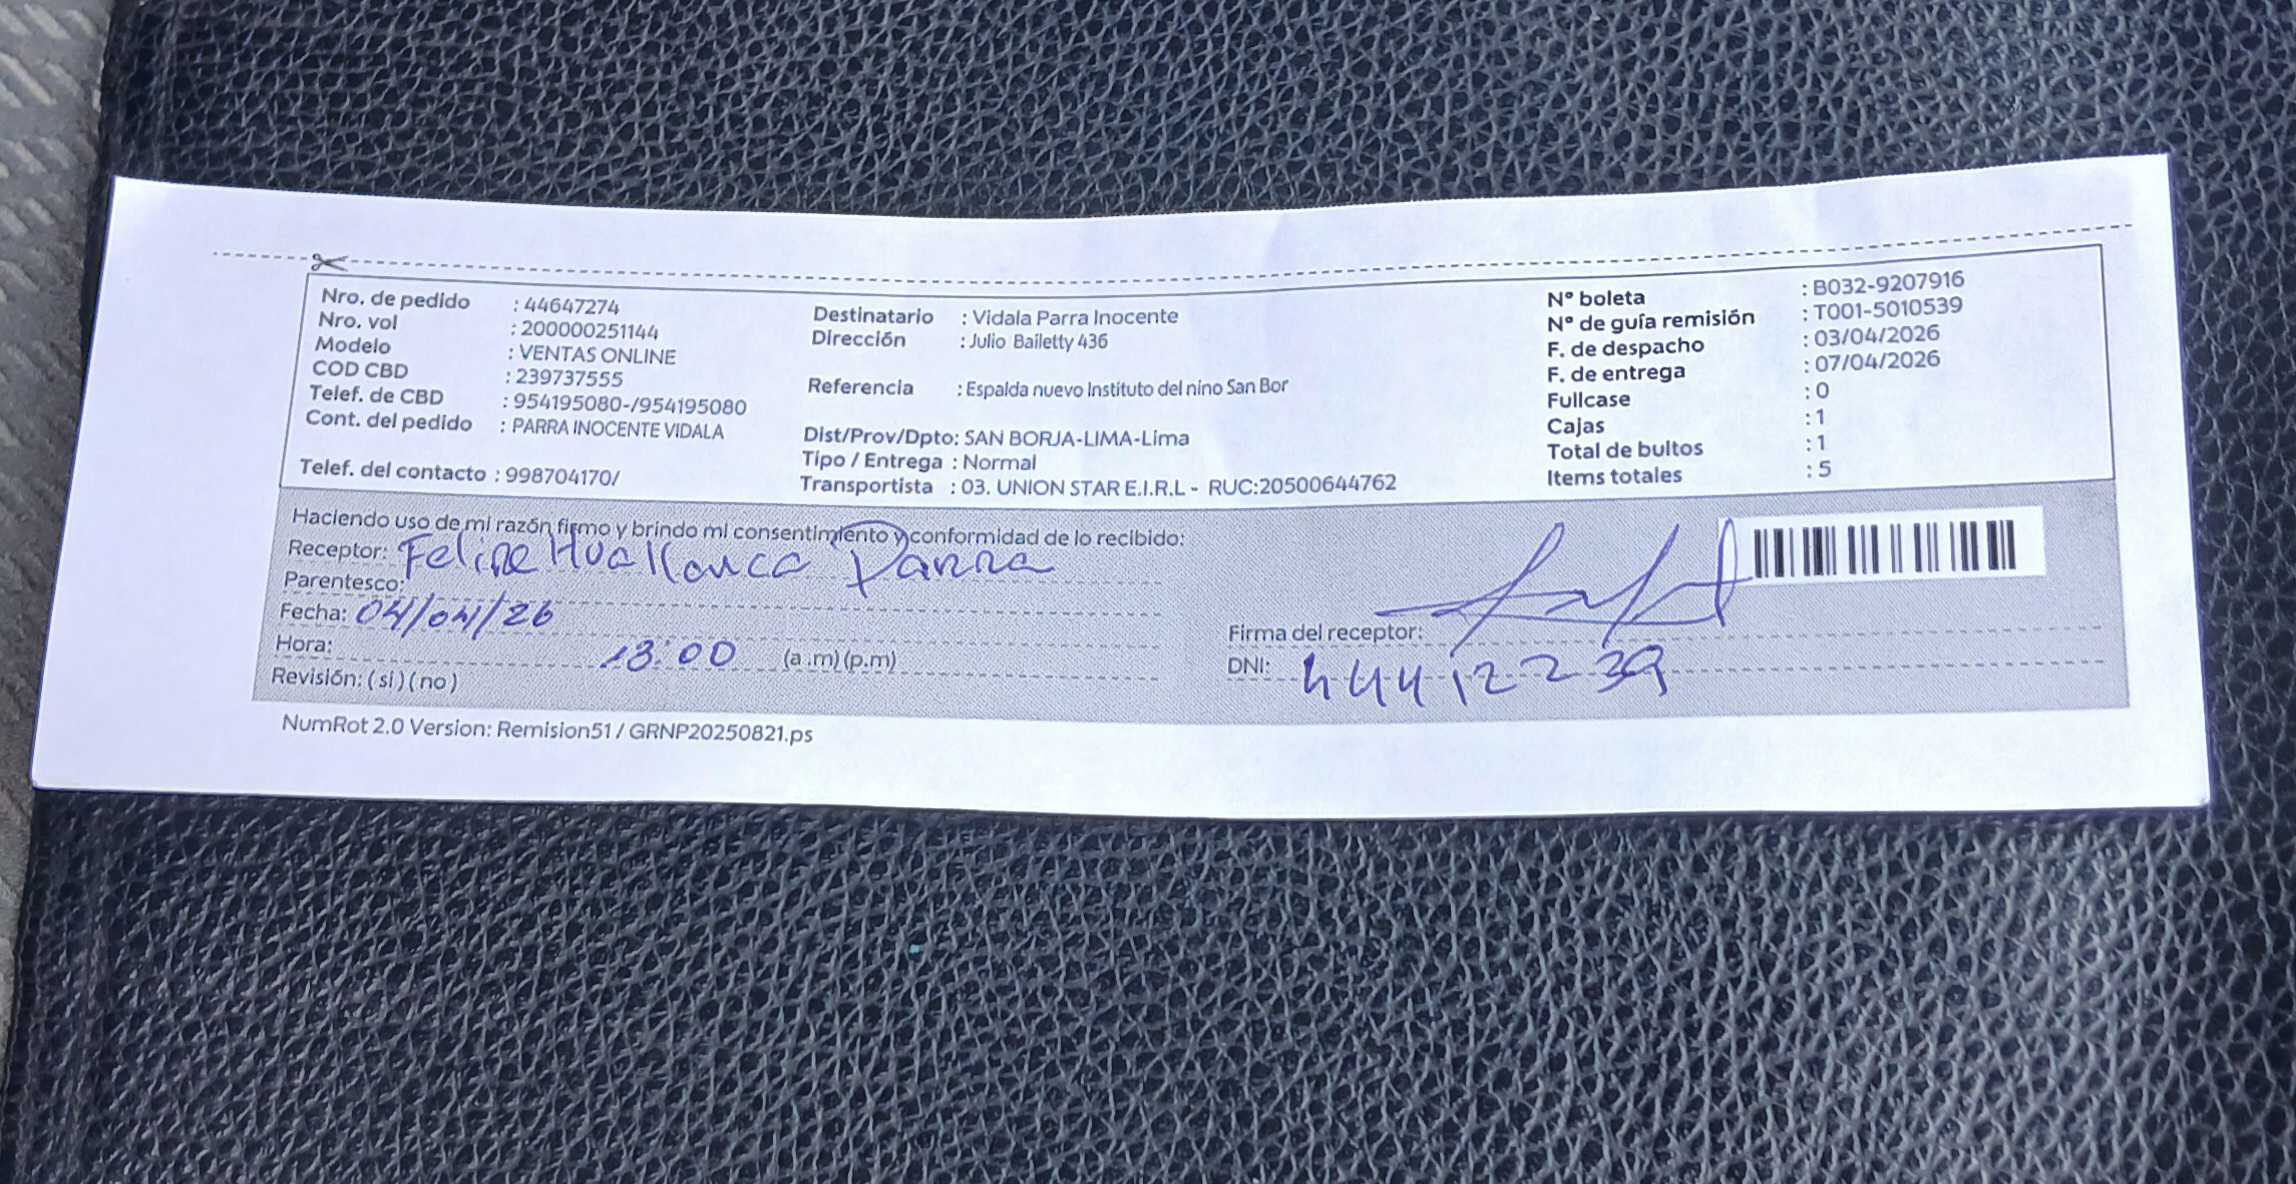 Nro. de pedido : 44647274
Nro. vol : 200000251144
Modelo : VENTAS ONLINE
COD CBD : 239737555
Telef. de CBD : 954195080-/954195080
Cont. del pedido : PARRA INOCENTE VIDALA
Telef. del contacto : 998704170/
Destinatario : Vidala Parra Inocente
Dirección : Julio Bailetty 436
Referencia : Espalda nuevo Instituto del nino San Bor
Dist/Prov/Dpto: SAN BORJA-LIMA-Lima
Tipo / Entrega : Normal
Transportista : 03. UNION STAR E.I.R.L - RUC:20500644762
Nº boleta : B032-9207916
Nº de guía remisión : T001-5010539
F. de despacho : 03/04/2026
F. de entrega : 07/04/2026
Fullcase : 0
Cajas : 1
Total de bultos : 1
Items totales : 5
Haciendo uso de mi razón firmo y brindo mi consentimiento y conformidad de lo recibido:
Receptor: Felipe Huallanca Parra
Parentesco:
Fecha: 04/04/26
Hora: 13:00 (a.m)(p.m)
Revisión: (si)(no)
Firma del receptor:
DNI: 44412239
NumRot 2.0 Version: Remision51 / GRNP20250821.ps